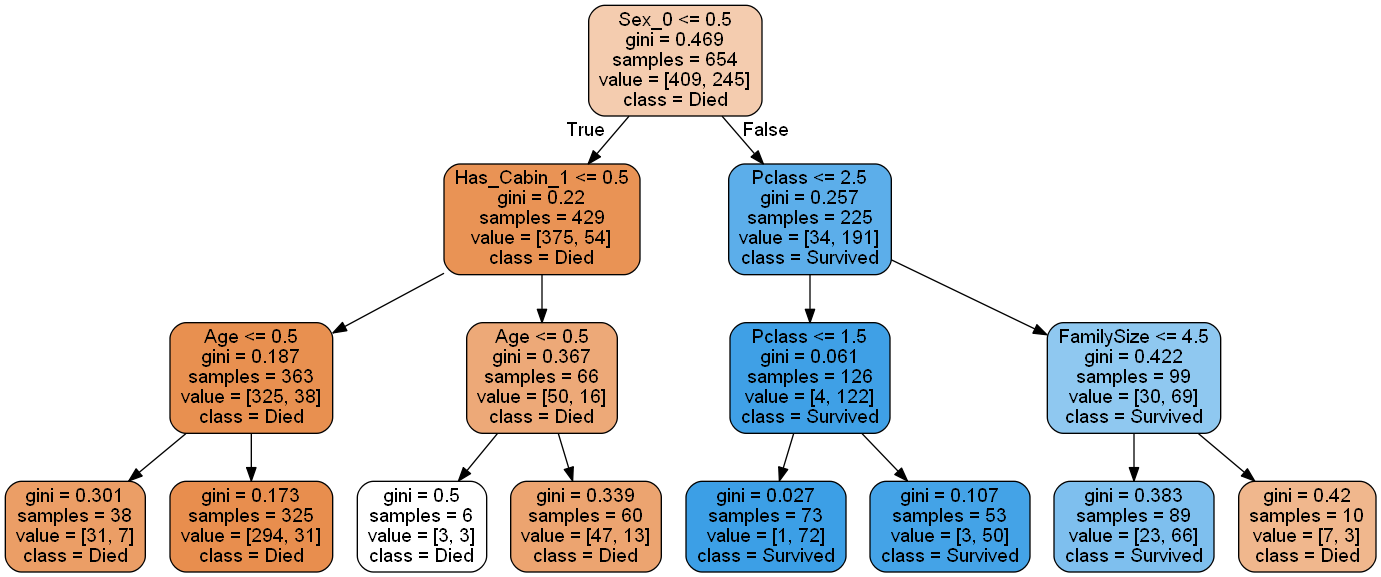 Sex_0 <= 0.5
gini = 0.469
samples = 654
value = [409, 245]
class = Died
True
False
Has_Cabin_1 <= 0.5
gini = 0.22
samples = 429
value = [375, 54]
class = Died
Pclass <= 2.5
gini = 0.257
samples = 225
value = [34, 191]
class = Survived
Age <= 0.5
gini = 0.187
samples = 363
value = [325, 38]
class = Died
Age <= 0.5
gini = 0.367
samples = 66
value = [50, 16]
class = Died
Pclass <= 1.5
gini = 0.061
samples = 126
value = [4, 122]
class = Survived
FamilySize <= 4.5
gini = 0.422
samples = 99
value = [30, 69]
class = Survived
gini = 0.301
samples = 38
value = [31, 7]
class = Died
gini = 0.173
samples = 325
value = [294, 31]
class = Died
gini = 0.5
samples = 6
value = [3, 3]
class = Died
gini = 0.339
samples = 60
value = [47, 13]
class = Died
gini = 0.027
samples = 73
value = [1, 72]
class = Survived
gini = 0.107
samples = 53
value = [3, 50]
class = Survived
gini = 0.383
samples = 89
value = [23, 66]
class = Survived
gini = 0.42
samples = 10
value = [7, 3]
class = Died